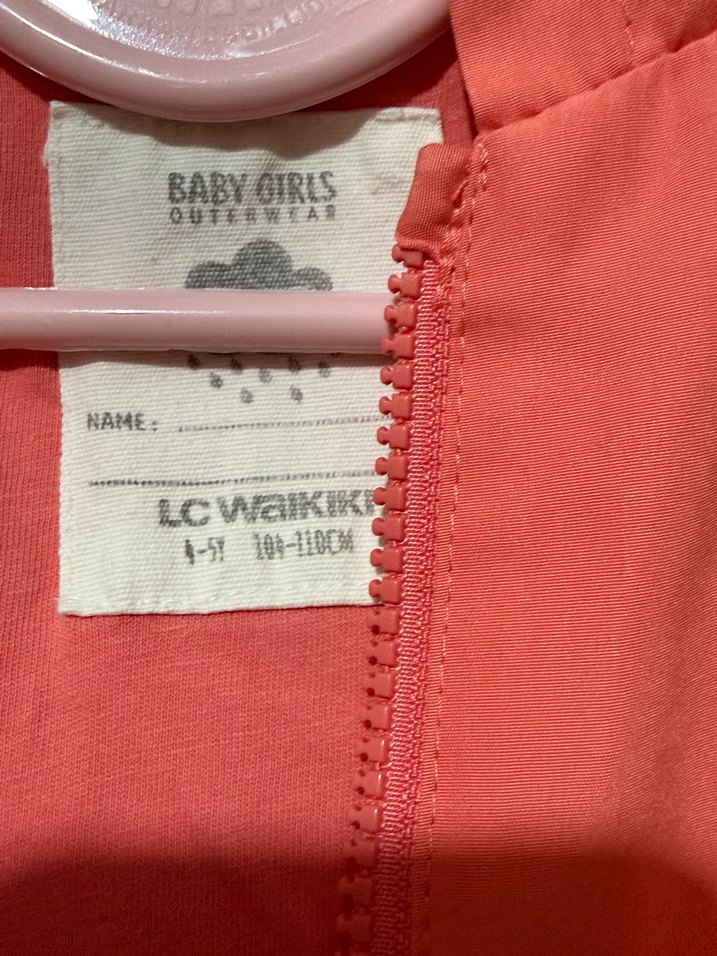 BABY GIRLS
OUTERWEAR
NAME:
LC WAIKIKI
4-5Y 104-110CM